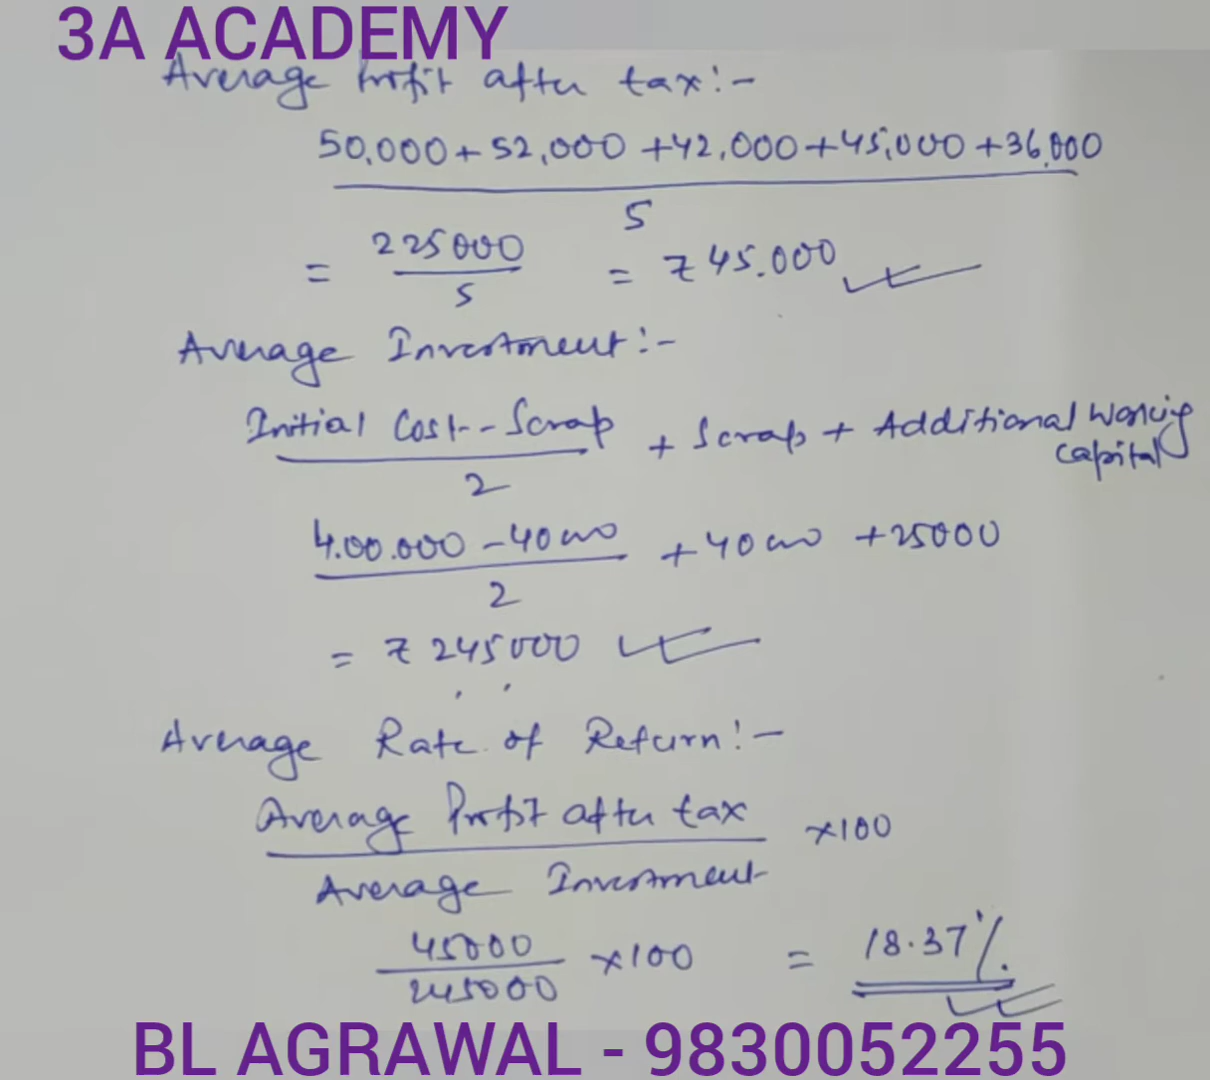 3A ACADEMY
Average Profit after tax:-
50,000 + 52,000 + 42,000 + 45,000 + 36,000
5
= 225000 / 5 = ₹ 45.000
Average Investment:-
Initial Cost - Scrap / 2 + Scrap + Additional Working Capital
4.00.000 - 40000 / 2 + 40000 + 25000
= ₹ 245000
Average Rate of Return:-
Average Profit after tax / Average Investment ×100
45000 / 245000 ×100 = 18.37%
BL AGRAWAL - 9830052255